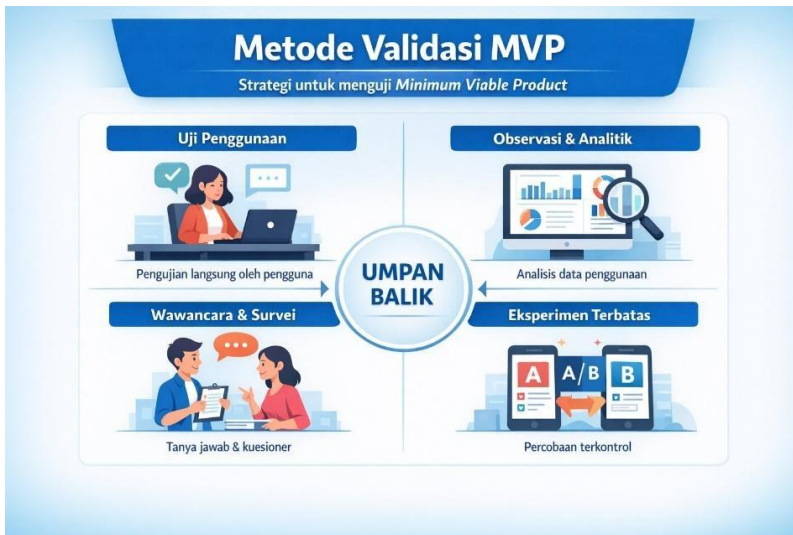 Metode Validasi MVP
Strategi untuk menguji Minimum Viable Product
Uji Penggunaan
Pengujian langsung oleh pengguna
Observasi & Analitik
Analisis data penggunaan
UMPAN
BALIK
Wawancara & Survei
Tanya jawab & kuesioner
Eksperimen Terbatas
A
A/B
B
Percobaan terkontrol